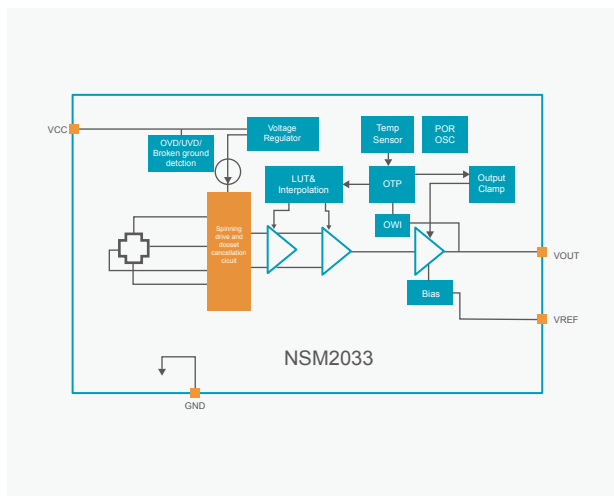 VCC
OVD/UVD/
Broken ground
detction
Voltage
Regulator
Temp
Sensor
POR
OSC
LUT&
Interpolation
OTP
Output
Clamp
OWI
Spinning
drive and
dooset
cancellation
cicuit
Bias
VOUT
VREF
NSM2033
GND